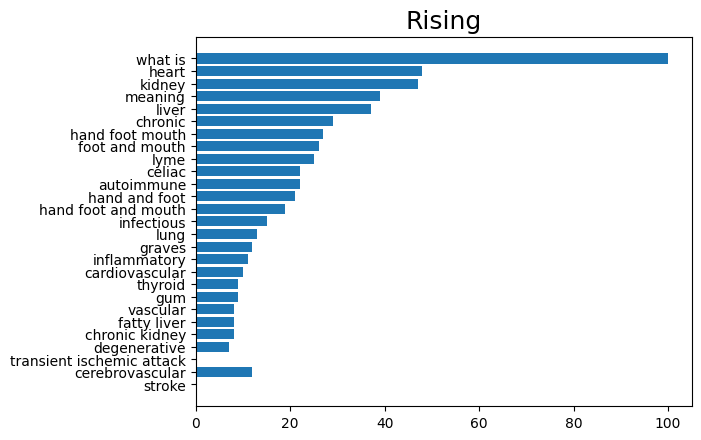 Rising
what is
heart
kidney
meaning
liver
chronic
hand foot mouth
foot and mouth
lyme
celiac
autoimmune
hand and foot
hand foot and mouth
infectious
lung
graves
inflammatory
cardiovascular
thyroid
gum
vascular
fatty liver
chronic kidney
degenerative
transient ischemic attack
cerebrovascular
stroke
0 20 40 60 80 100